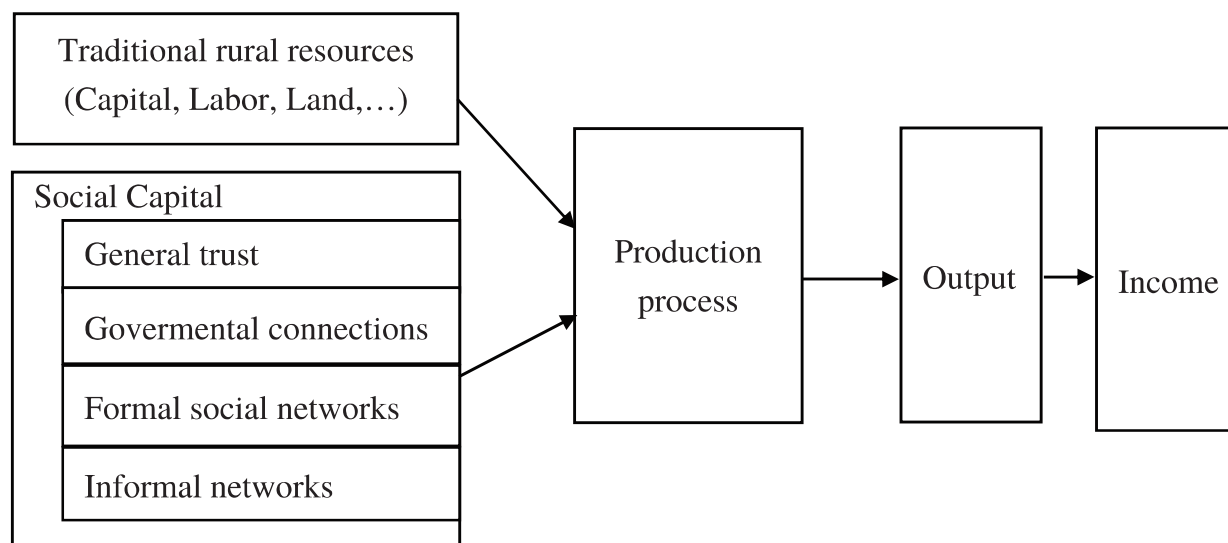 Traditional rural resources
(Capital, Labor, Land,…)
Social Capital
General trust
Govermental connections
Formal social networks
Informal networks
Production
process
Output
Income